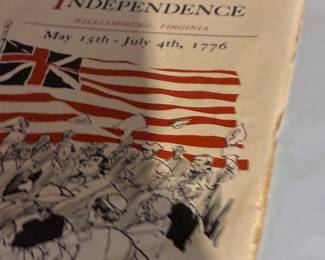 INDEPENDENCE
WILLIAMSBURG, VIRGINIA
May 15th - July 4th, 1776